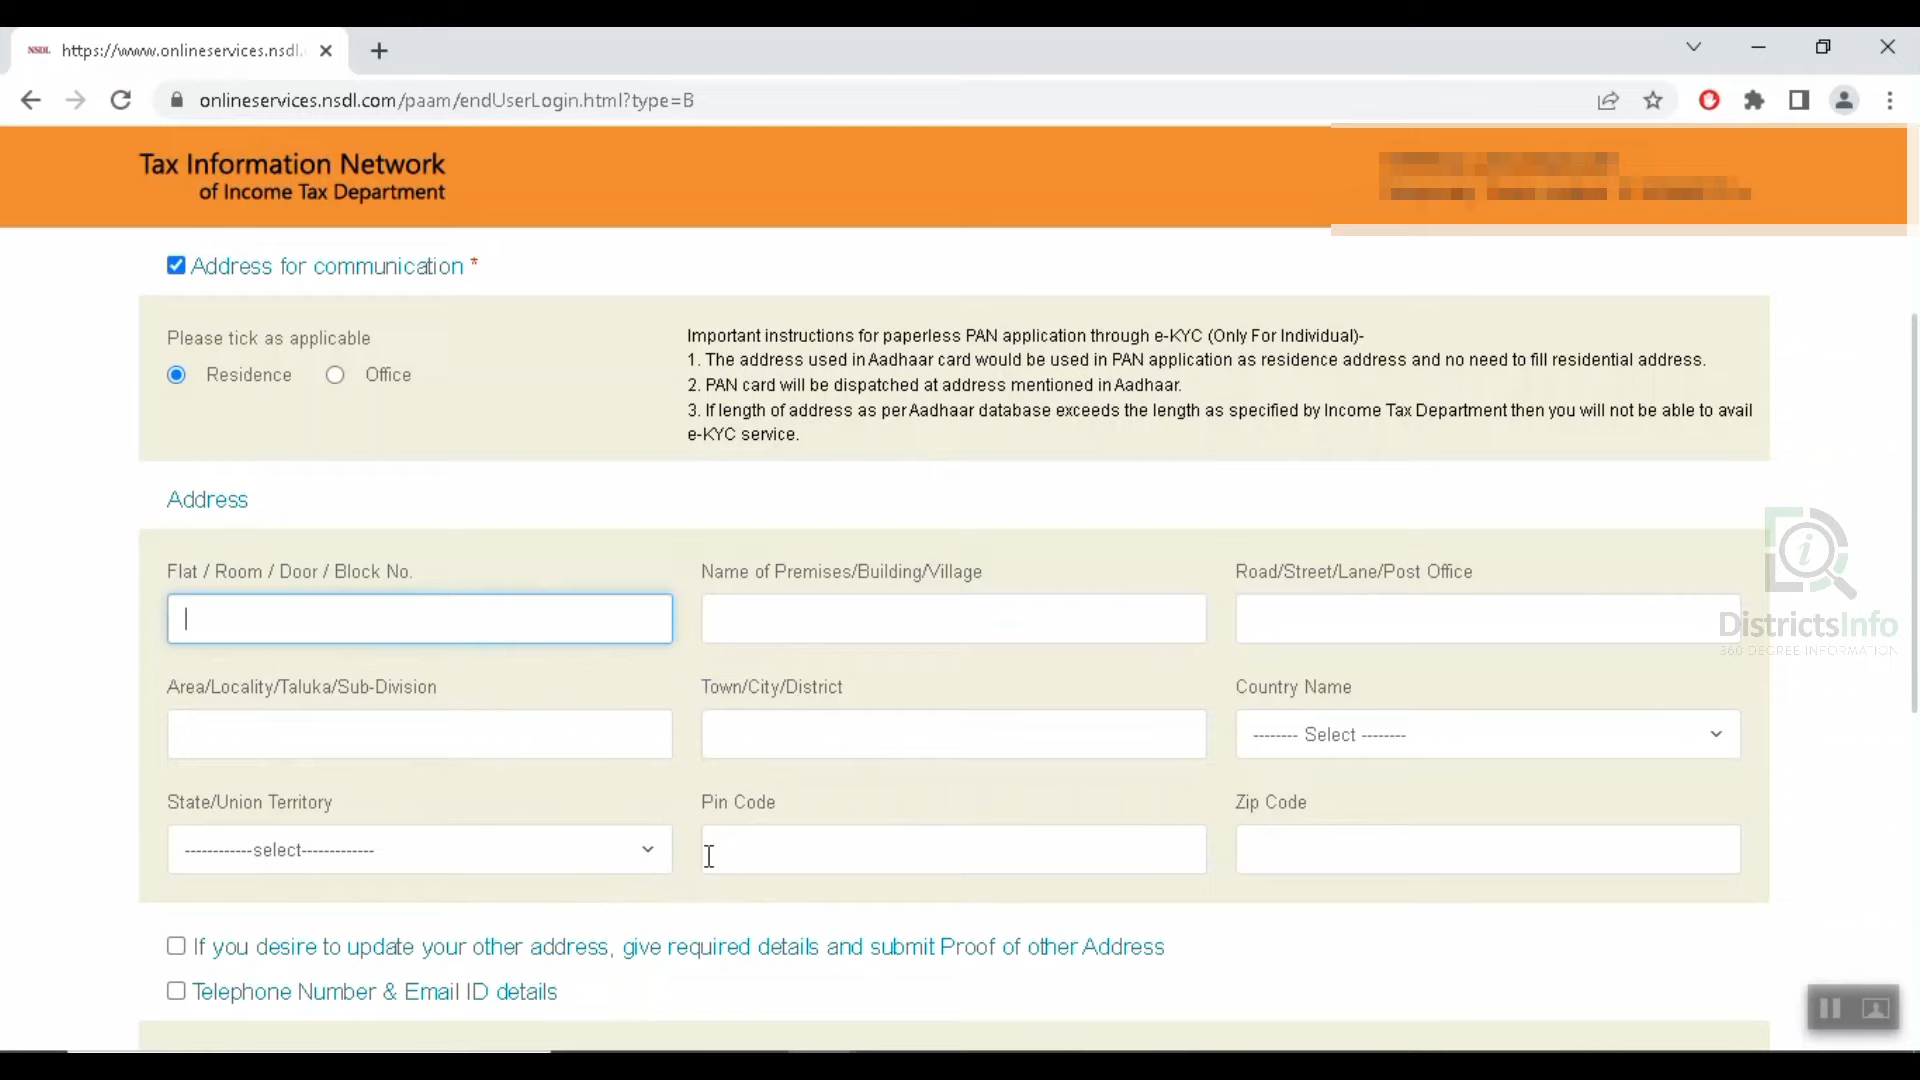 NSDL https://www.onlineservices.nsdl.
onlineservices.nsdl.com/paam/endUserLogin.html?type=B
Tax Information Network
of Income Tax Department
Address for communication *
Please tick as applicable
Residence Office
Important instructions for paperless PAN application through e-KYC (Only For Individual)-
1. The address used in Aadhaar card would be used in PAN application as residence address and no need to fill residential address.
2. PAN card will be dispatched at address mentioned in Aadhaar.
3. If length of address as per Aadhaar database exceeds the length as specified by Income Tax Department then you will not be able to avail
e-KYC service.
Address
Flat / Room / Door / Block No. Name of Premises/Building/Village Road/Street/Lane/Post Office
DistrictsInfo
360 DEGREE INFORMATION
Area/Locality/Taluka/Sub-Division Town/City/District Country Name
-------- Select --------
State/Union Territory Pin Code Zip Code
------------select-------------
If you desire to update your other address, give required details and submit Proof of other Address
Telephone Number & Email ID details